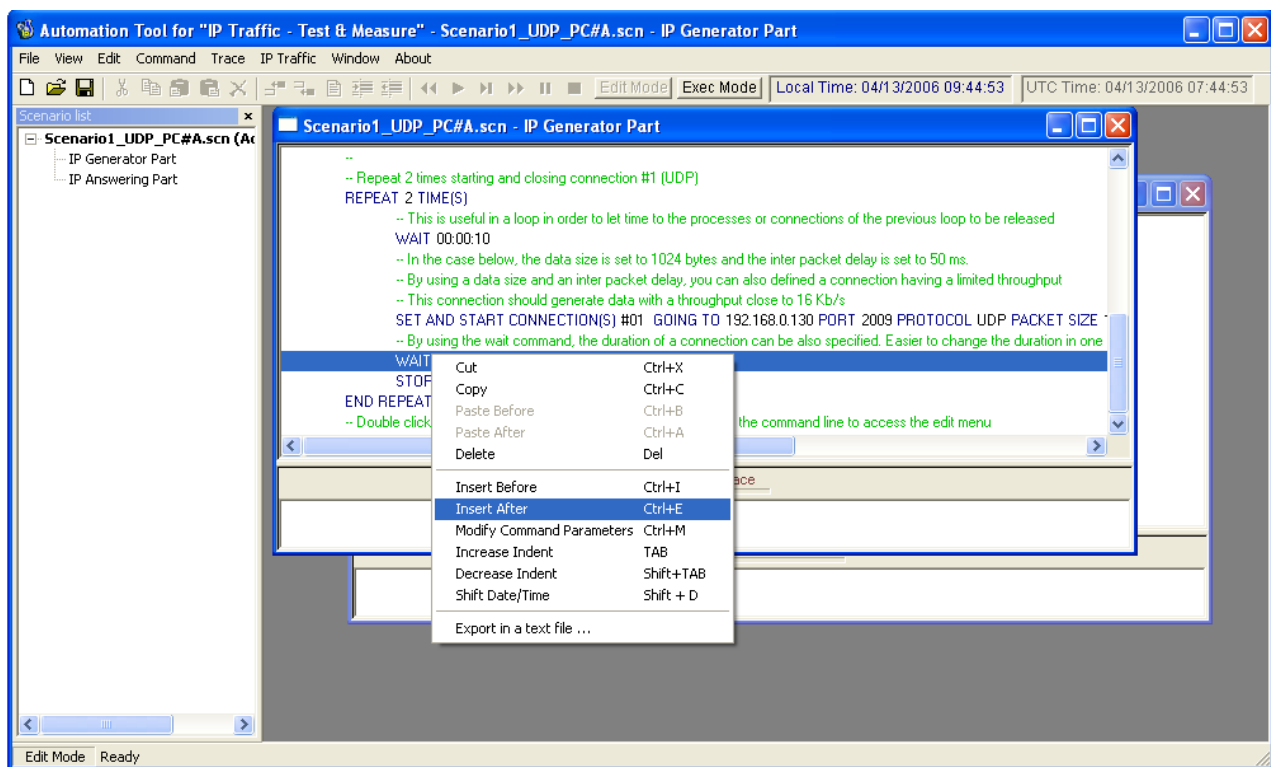 Automation Tool for "IP Traffic - Test & Measure" - Scenario1_UDP_PC#A.scn - IP Generator Part
File View Edit Command Trace IP Traffic Window About
Edit Mode Exec Mode Local Time: 04/13/2006 09:44:53 UTC Time: 04/13/2006 07:44:53
Scenario list
Scenario1_UDP_PC#A.scn (Ac
IP Generator Part
IP Answering Part
Scenario1_UDP_PC#A.scn - IP Generator Part
--
-- Repeat 2 times starting and closing connection #1 (UDP)
REPEAT 2 TIME(S)
-- This is useful in a loop in order to let time to the processes or connections of the previous loop to be released
WAIT 00:00:10
-- In the case below, the data size is set to 1024 bytes and the inter packet delay is set to 50 ms.
-- By using a data size and an inter packet delay, you can also defined a connection having a limited throughput
-- This connection should generate data with a throughput close to 16 Kb/s
SET AND START CONNECTION(S) #01 GOING TO 192.168.0.130 PORT 2009 PROTOCOL UDP PACKET SIZE
-- By using the wait command, the duration of a connection can be also specified. Easier to change the duration in one
WAIT
STOP
END REPEAT
-- Double click the command line to access the edit menu
Cut Ctrl+X
Copy Ctrl+C
Paste Before Ctrl+B
Paste After Ctrl+A
Delete Del
Insert Before Ctrl+I
Insert After Ctrl+E
Modify Command Parameters Ctrl+M
Increase Indent TAB
Decrease Indent Shift+TAB
Shift Date/Time Shift + D
Export in a text file ...
ace
Edit Mode Ready